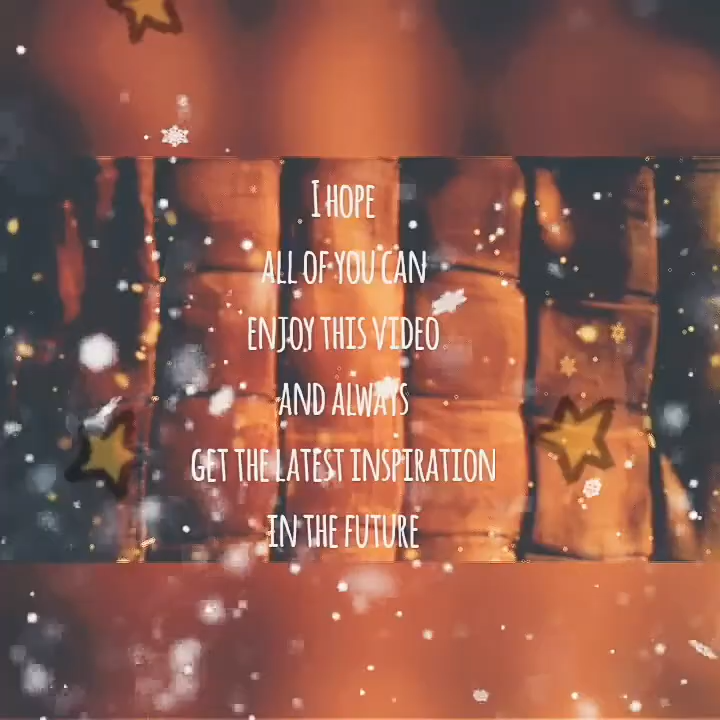 I HOPE
ALL OF YOU CAN
ENJOY THIS VIDEO
AND ALWAYS
GET THE LATEST INSPIRATION
IN THE FUTURE